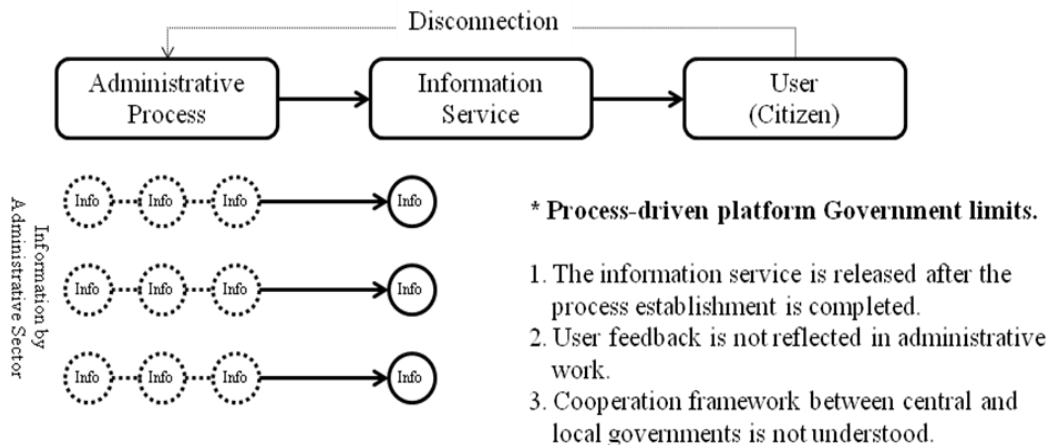 Disconnection
Administrative
Process
Information
Service
User
(Citizen)
Information by
Administrative Sector
Info Info Info Info
Info Info Info Info
Info Info Info Info
* Process-driven platform Government limits.
1. The information service is released after the
process establishment is completed.
2. User feedback is not reflected in administrative
work.
3. Cooperation framework between central and
local governments is not understood.